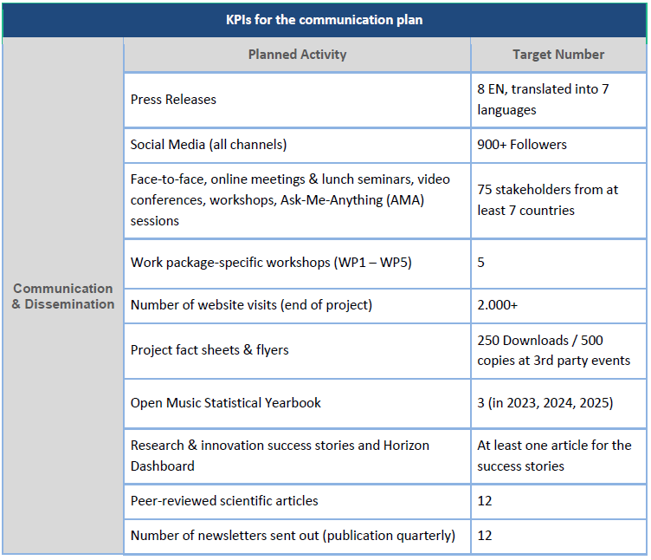 KPIs for the communication plan
Planned Activity
Target Number
Communication
& Dissemination
Press Releases
8 EN, translated into 7
languages
Social Media (all channels)
900+ Followers
Face-to-face, online meetings & lunch seminars, video
conferences, workshops, Ask-Me-Anything (AMA)
sessions
75 stakeholders from at
least 7 countries
Work package-specific workshops (WP1 – WP5)
5
Number of website visits (end of project)
2.000+
Project fact sheets & flyers
250 Downloads / 500
copies at 3rd party events
Open Music Statistical Yearbook
3 (in 2023, 2024, 2025)
Research & innovation success stories and Horizon
Dashboard
At least one article for the
success stories
Peer-reviewed scientific articles
12
Number of newsletters sent out (publication quarterly)
12